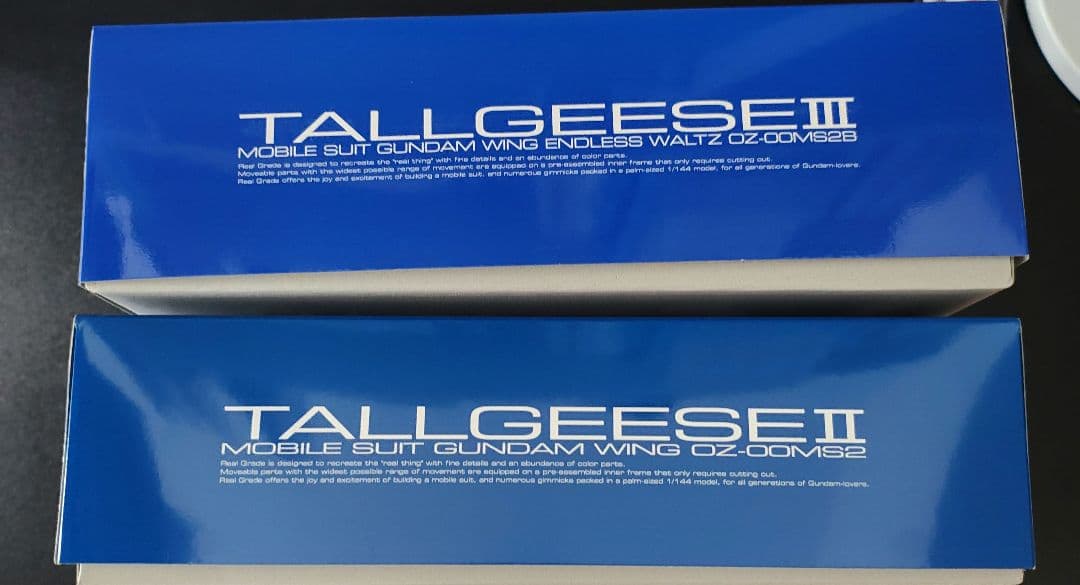 TALLGEESE III
MOBILE SUIT GUNDAM WING ENDLESS WALTZ OZ-00MS2B
Real Grade is designed to recreate the "real thing" with fine details and an abundance of color parts.
Moveable parts with the widest possible range of movement are equipped on a pre-assembled inner frame that only requires cutting out.
Real Grade offers the joy and excitement of building a mobile suit, and numerous gimmicks packed in a palm-sized 1/144 model, for all generations of Gundam-lovers.
TALLGEESE II
MOBILE SUIT GUNDAM WING OZ-00MS2
Real Grade is designed to recreate the "real thing" with fine details and an abundance of color parts.
Moveable parts with the widest possible range of movement are equipped on a pre-assembled inner frame that only requires cutting out.
Real Grade offers the joy and excitement of building a mobile suit, and numerous gimmicks packed in a palm-sized 1/144 model, for all generations of Gundam-lovers.